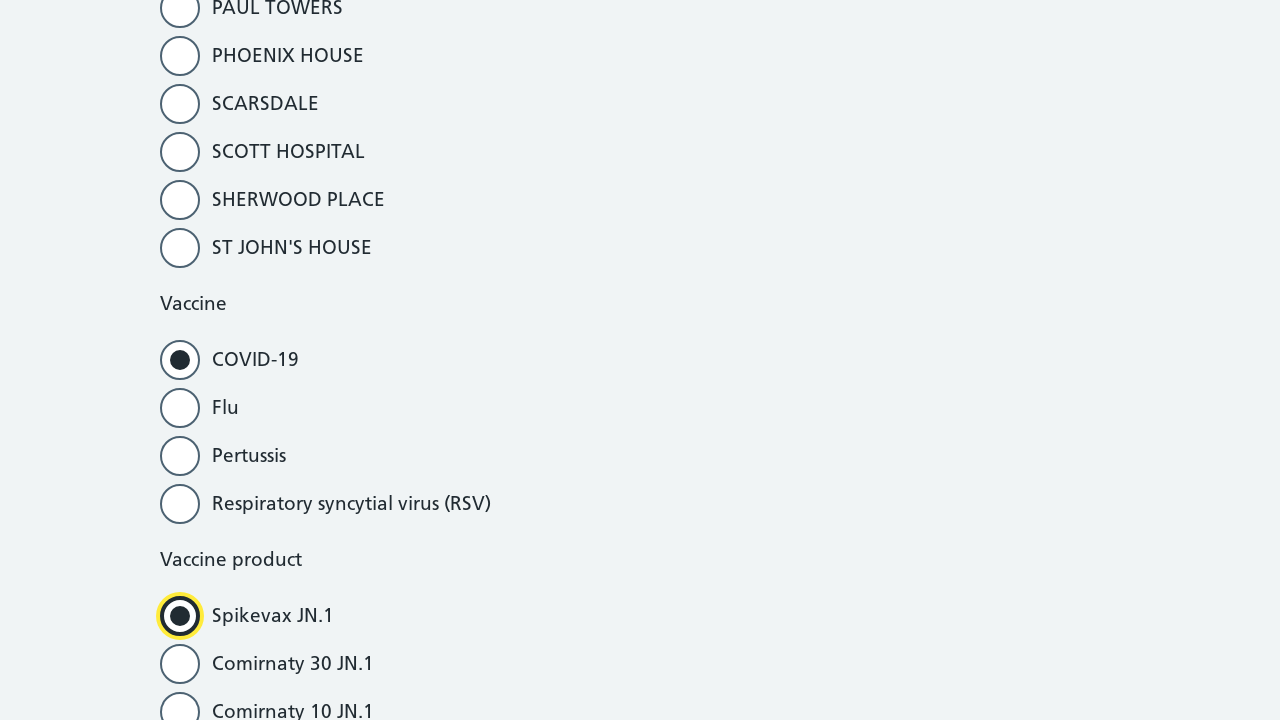 PAUL TOWERS
PHOENIX HOUSE
SCARSDALE
SCOTT HOSPITAL
SHERWOOD PLACE
ST JOHN'S HOUSE
Vaccine
COVID-19
Flu
Pertussis
Respiratory syncytial virus (RSV)
Vaccine product
Spikevax JN.1
Comirnaty 30 JN.1
Comirnaty 10 JN.1